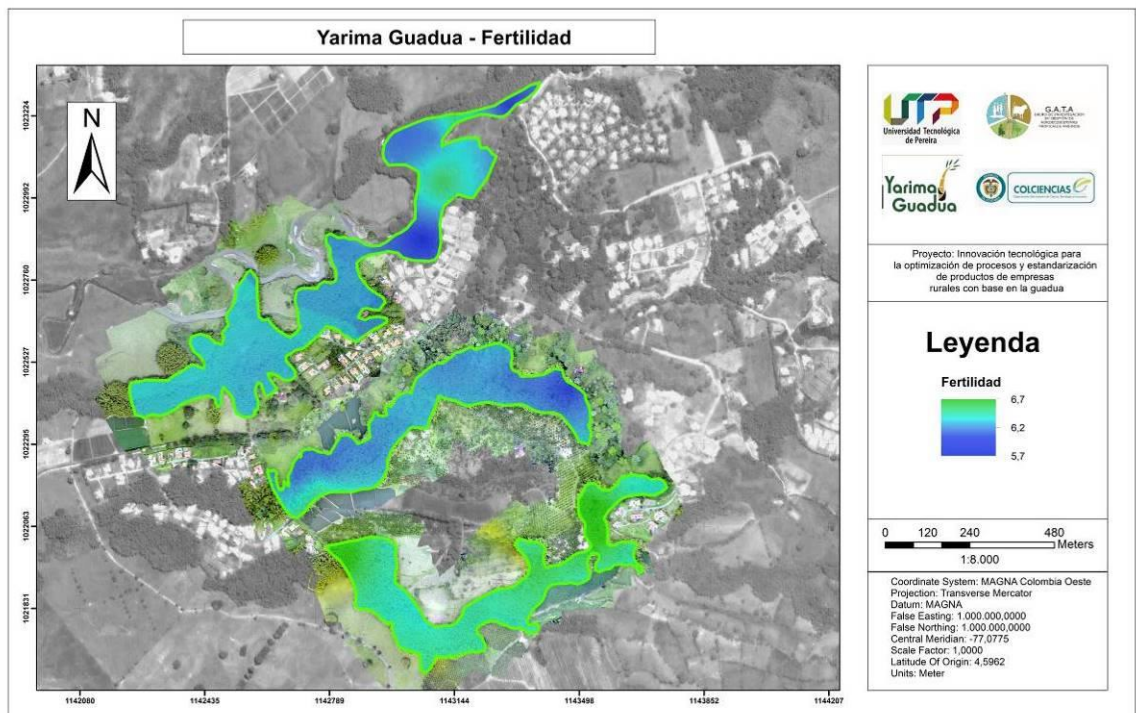 Yarima Guadua - Fertilidad
N
1023224
1022992
1022760
1022527
1022295
1022063
1021831
1142080
1142435
1142789
1143144
1143498
1143852
1144207
UTP
Universidad Tecnológica
de Pereira
G.A.T.A
Yarima
Guadua
COLCIENCIAS
Proyecto: Innovación tecnológica para
la optimización de procesos y estandarización
de productos de empresas
rurales con base en la guadua
Leyenda
Fertilidad
6,7
6,2
5,7
0 120 240 480
Meters
1:8.000
Coordinate System: MAGNA Colombia Oeste
Projection: Transverse Mercator
Datum: MAGNA
False Easting: 1.000.000,0000
False Northing: 1.000.000,0000
Central Meridian: -77,0775
Scale Factor: 1,0000
Latitude Of Origin: 4,5962
Units: Meter